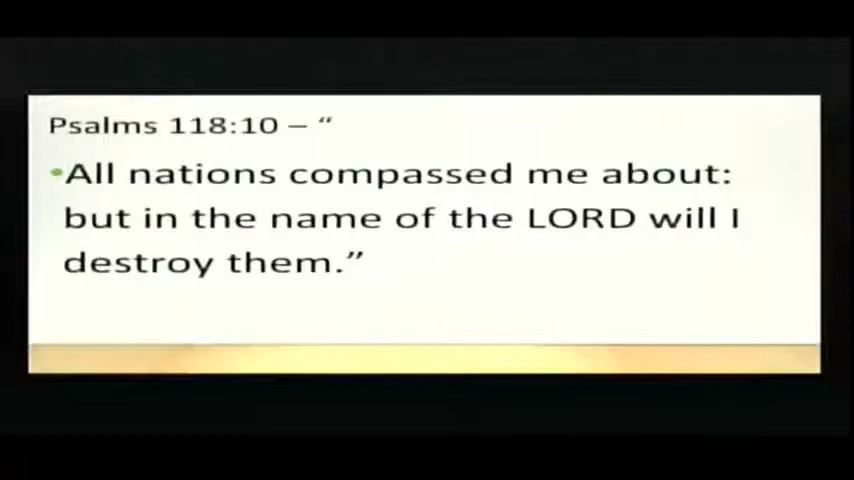 Psalms 118:10 – “
•All nations compassed me about:
but in the name of the LORD will I
destroy them.”